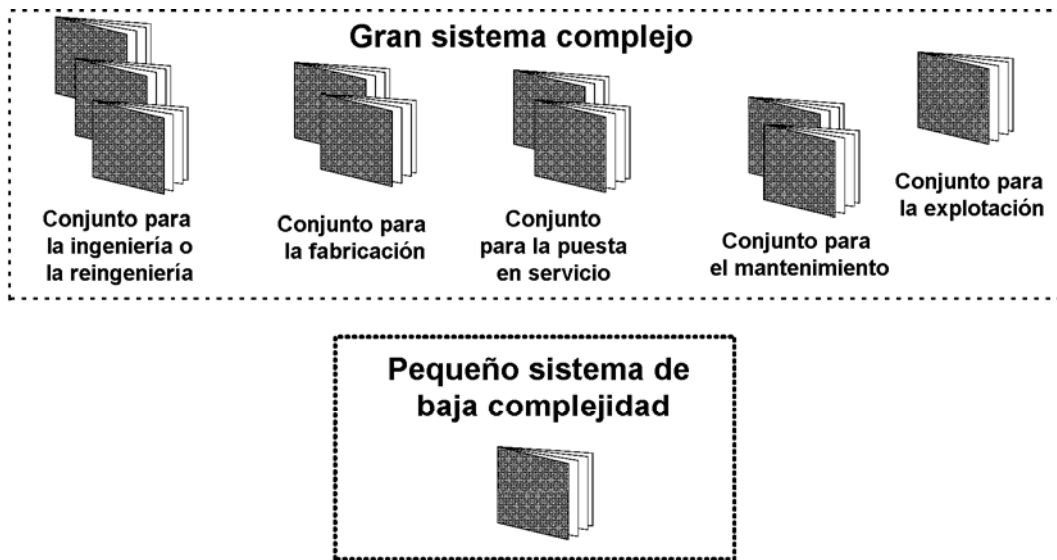 Gran sistema complejo
Conjunto para
la ingeniería o
la reingeniería
Conjunto para
la fabricación
Conjunto
para la puesta
en servicio
Conjunto para
el mantenimiento
Conjunto para
la explotación
Pequeño sistema de
baja complejidad